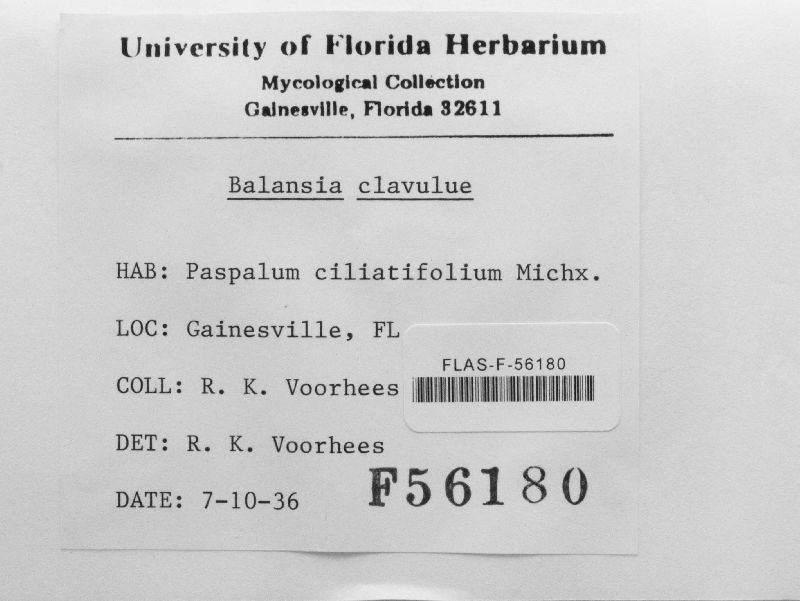 University of Florida Herbarium
Mycological Collection
Gainesville, Florida 32611
Balansia clavulue
HAB: Paspalum ciliatifolium Michx.
LOC: Gainesville, FL
FLAS-F-56180
COLL: R. K. Voorhees
DET: R. K. Voorhees
F56180
DATE: 7-10-36